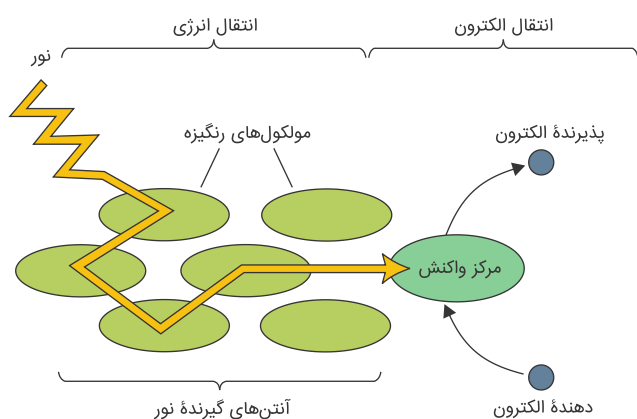 انتقال انرژی
انتقال الکترون
نور
مولکول‌های رنگیزه
پذیرندهٔ الکترون
مرکز واکنش
آنتن‌های گیرندهٔ نور
دهندهٔ الکترون